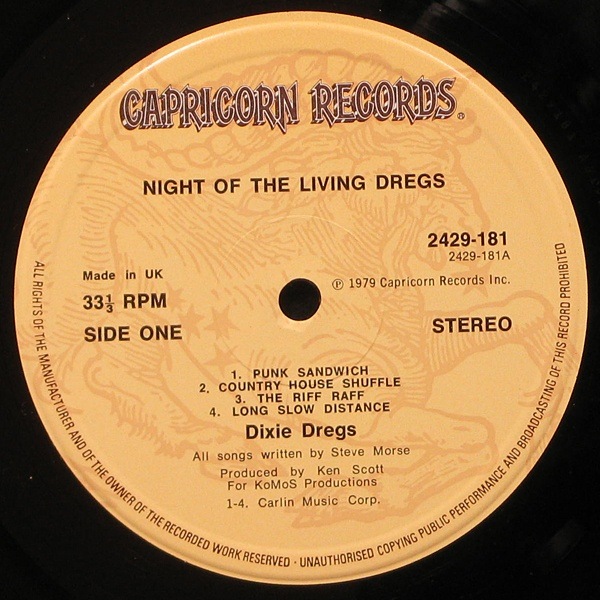 CAPRICORN RECORDS®
NIGHT OF THE LIVING DREGS
2429-181
2429-181A
Made in UK
℗ 1979 Capricorn Records Inc.
33⅓ RPM
SIDE ONE
STEREO
1. PUNK SANDWICH
2. COUNTRY HOUSE SHUFFLE
3. THE RIFF RAFF
4. LONG SLOW DISTANCE
Dixie Dregs
All songs written by Steve Morse
Produced by Ken Scott
For KoMoS Productions
1-4. Carlin Music Corp.
ALL RIGHTS OF THE MANUFACTURER AND OF THE OWNER OF THE RECORDED WORK RESERVED · UNAUTHORISED COPYING PUBLIC PERFORMANCE AND BROADCASTING OF THIS RECORD PROHIBITED